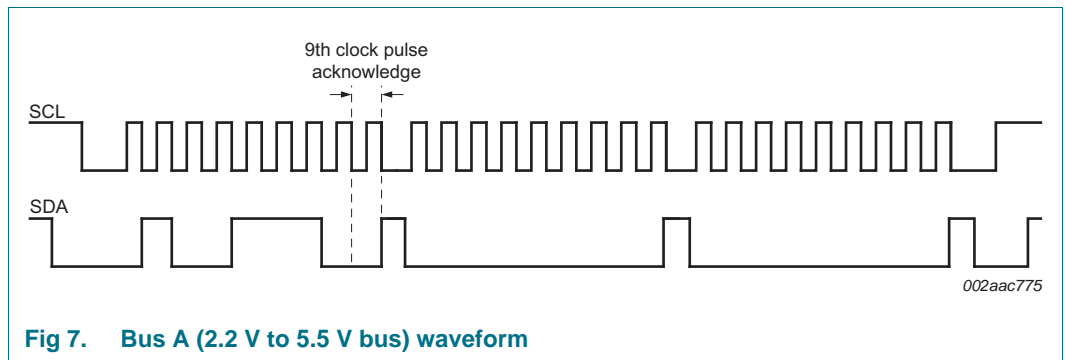 9th clock pulse
acknowledge
SCL
SDA
002aac775
Fig 7. Bus A (2.2 V to 5.5 V bus) waveform